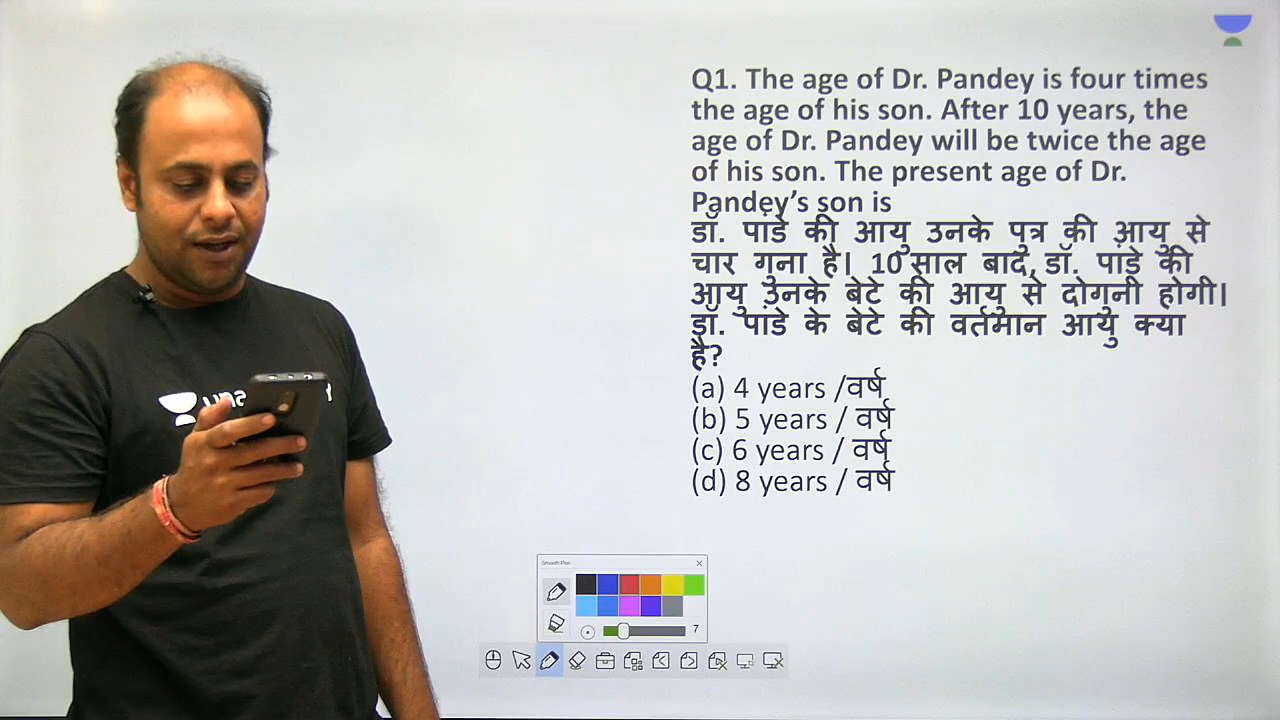 Q1. The age of Dr. Pandey is four times
the age of his son. After 10 years, the
age of Dr. Pandey will be twice the age
of his son. The present age of Dr.
Pandey’s son is
डॉ. पांडे की आयु उनके पुत्र की आयु से
चार गुना है। 10 साल बाद, डॉ. पांडे की
आयु उनके बेटे की आयु से दोगुनी होगी।
डॉ. पांडे के बेटे की वर्तमान आयु क्या
है?
(a) 4 years /वर्ष
(b) 5 years / वर्ष
(c) 6 years / वर्ष
(d) 8 years / वर्ष
Smooth Pen
7